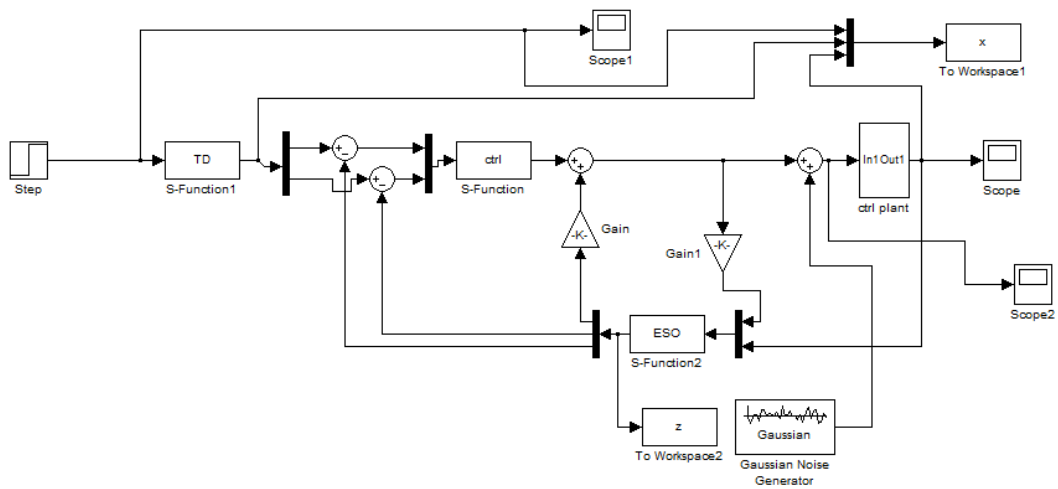 Scope1
x
To Workspace1
Step
TD
S-Function1
+
−
+
−
ctrl
S-Function
+
+
+
+
In1 Out1
ctrl plant
Scope
-K-
Gain
-K-
Gain1
Scope2
ESO
S-Function2
z
To Workspace2
Gaussian
Gaussian Noise
Generator